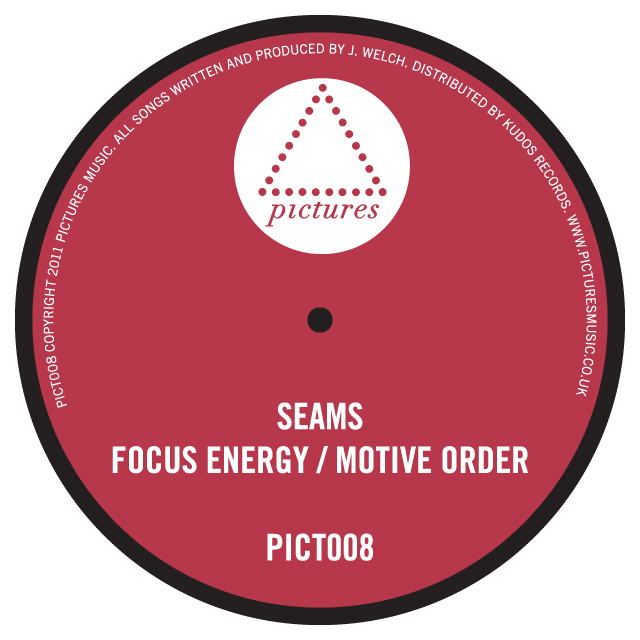 PICT008 COPYRIGHT 2011 PICTURES MUSIC. ALL SONGS WRITTEN AND PRODUCED BY J. WELCH. DISTRIBUTED BY KUDOS RECORDS. WWW.PICTURESMUSIC.CO.UK
pictures
SEAMS
FOCUS ENERGY / MOTIVE ORDER
PICT008